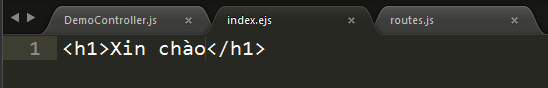 DemoController.js × index.ejs × routes.js ×
1 <h1>Xin chào</h1>